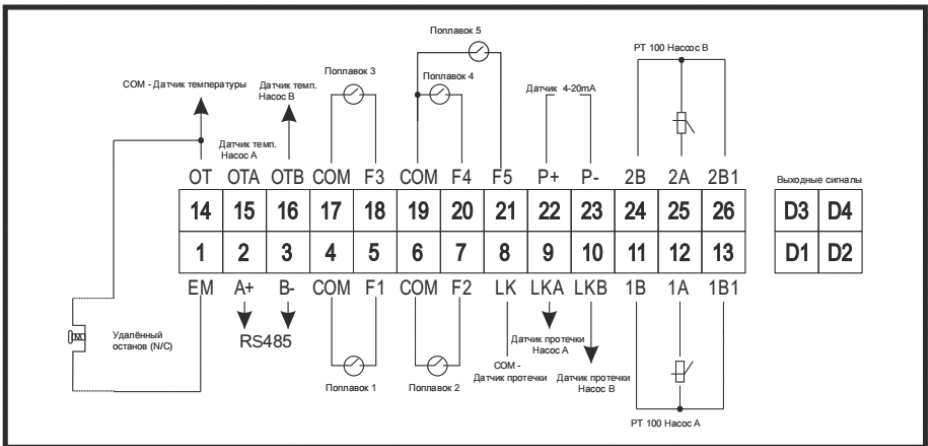 Поплавок 5
РТ 100 Нассос В
Поплавок 3
Поплавок 4
СОМ - Датчик температуры
Датчик темп.
Насос В
Датчик 4-20mA
Датчик темп.
Насос А
OT OTA OTB COM F3 COM F4 F5 P+ P- 2B 2A 2B1
Выходные сигналы
14 15 16 17 18 19 20 21 22 23 24 25 26
D3 D4
1 2 3 4 5 6 7 8 9 10 11 12 13
D1 D2
EM A+ B- COM F1 COM F2 LK LKA LKB 1B 1A 1B1
RS485
Удалённый
останов (N/C)
Датчик протечки
Насос А
СОМ -
Датчик протечки
Датчик протечки
Насос В
Поплавок 1
Поплавок 2
РТ 100 Насос А